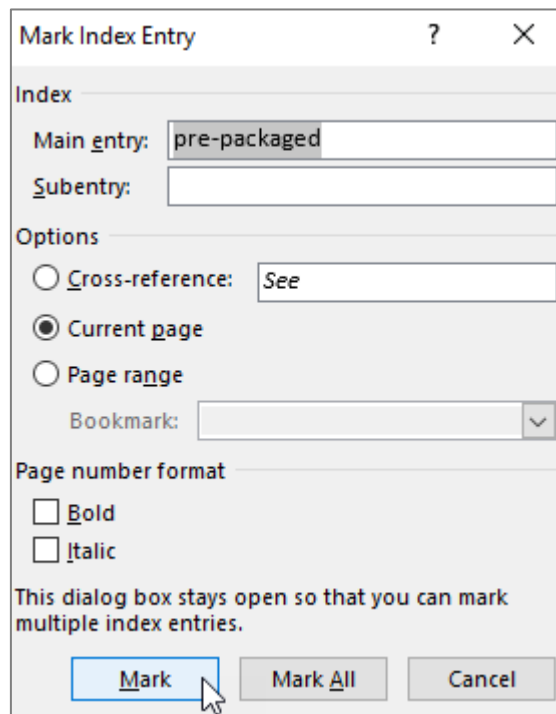 Mark Index Entry ? ×
Index
Main entry: pre-packaged
Subentry:
Options
Cross-reference: See
Current page
Page range
Bookmark:
Page number format
Bold
Italic
This dialog box stays open so that you can mark
multiple index entries.
Mark Mark All Cancel